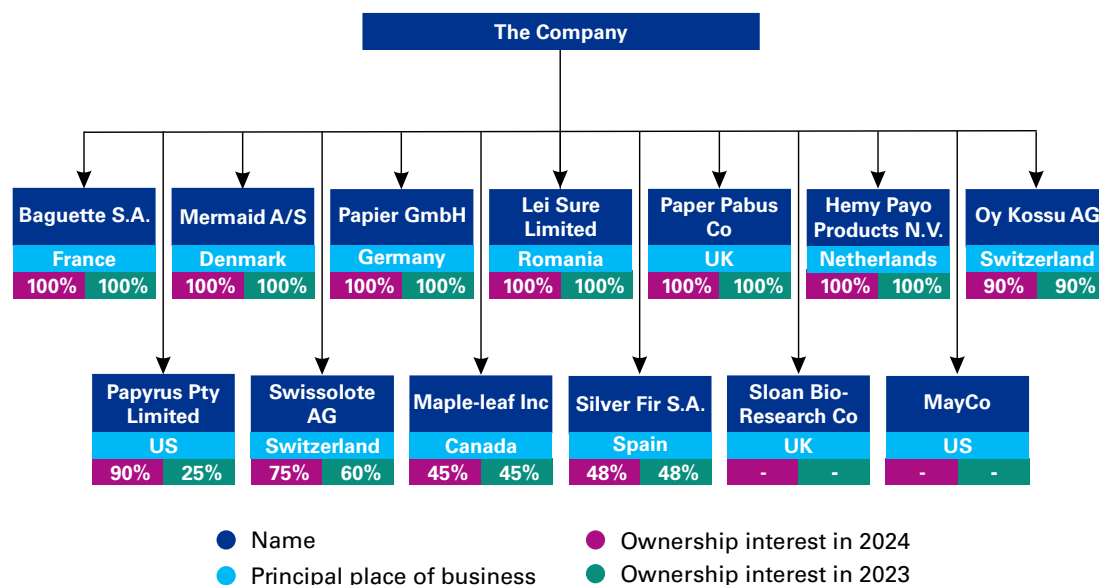 The Company
Baguette S.A.
France
100% 100%
Mermaid A/S
Denmark
100% 100%
Papier GmbH
Germany
100% 100%
Lei Sure
Limited
Romania
100% 100%
Paper Pabus
Co
UK
100% 100%
Hemy Payo
Products N.V.
Netherlands
100% 100%
Oy Kossu AG
Switzerland
90% 90%
Papyrus Pty
Limited
US
90% 25%
Swissolote
AG
Switzerland
75% 60%
Maple-leaf Inc
Canada
45% 45%
Silver Fir S.A.
Spain
48% 48%
Sloan Bio-
Research Co
UK
- -
MayCo
US
- -
Name
Principal place of business
Ownership interest in 2024
Ownership interest in 2023